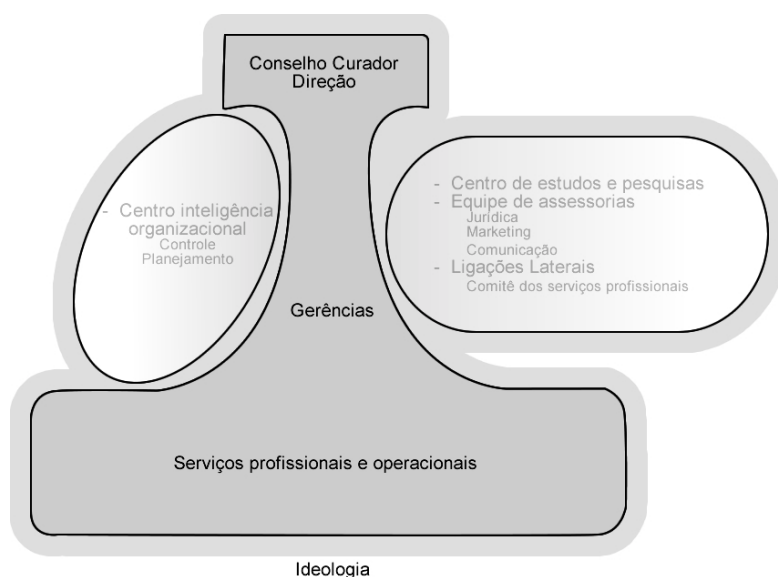 Conselho Curador
Direção
- Centro inteligência
organizacional
Controle
Planejamento
- Centro de estudos e pesquisas
- Equipe de assessorias
Jurídica
Marketing
Comunicação
- Ligações Laterais
Comitê dos serviços profissionais
Gerências
Serviços profissionais e operacionais
Ideologia